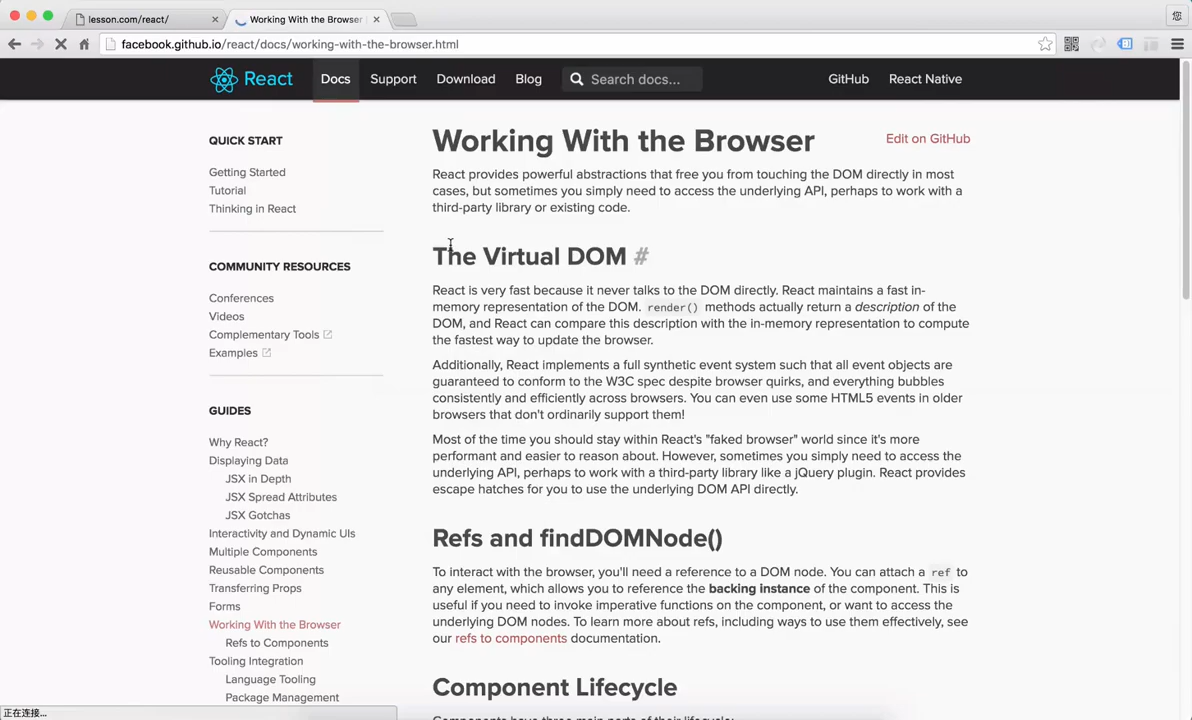 lesson.com/react/
Working With the Browser
您
facebook.github.io/react/docs/working-with-the-browser.html
React
Docs
Support
Download
Blog
Search docs...
GitHub
React Native
QUICK START
Getting Started
Tutorial
Thinking in React
COMMUNITY RESOURCES
Conferences
Videos
Complementary Tools
Examples
GUIDES
Why React?
Displaying Data
JSX in Depth
JSX Spread Attributes
JSX Gotchas
Interactivity and Dynamic UIs
Multiple Components
Reusable Components
Transferring Props
Forms
Working With the Browser
Refs to Components
Tooling Integration
Language Tooling
Package Management
Working With the Browser
Edit on GitHub
React provides powerful abstractions that free you from touching the DOM directly in most
cases, but sometimes you simply need to access the underlying API, perhaps to work with a
third-party library or existing code.
The Virtual DOM #
React is very fast because it never talks to the DOM directly. React maintains a fast in-
memory representation of the DOM. render() methods actually return a description of the
DOM, and React can compare this description with the in-memory representation to compute
the fastest way to update the browser.
Additionally, React implements a full synthetic event system such that all event objects are
guaranteed to conform to the W3C spec despite browser quirks, and everything bubbles
consistently and efficiently across browsers. You can even use some HTML5 events in older
browsers that don't ordinarily support them!
Most of the time you should stay within React's "faked browser" world since it's more
performant and easier to reason about. However, sometimes you simply need to access the
underlying API, perhaps to work with a third-party library like a jQuery plugin. React provides
escape hatches for you to use the underlying DOM API directly.
Refs and findDOMNode()
To interact with the browser, you'll need a reference to a DOM node. You can attach a ref to
any element, which allows you to reference the backing instance of the component. This is
useful if you need to invoke imperative functions on the component, or want to access the
underlying DOM nodes. To learn more about refs, including ways to use them effectively, see
our refs to components documentation.
Component Lifecycle
Components have three main parts of their lifecycle:
正在连接...